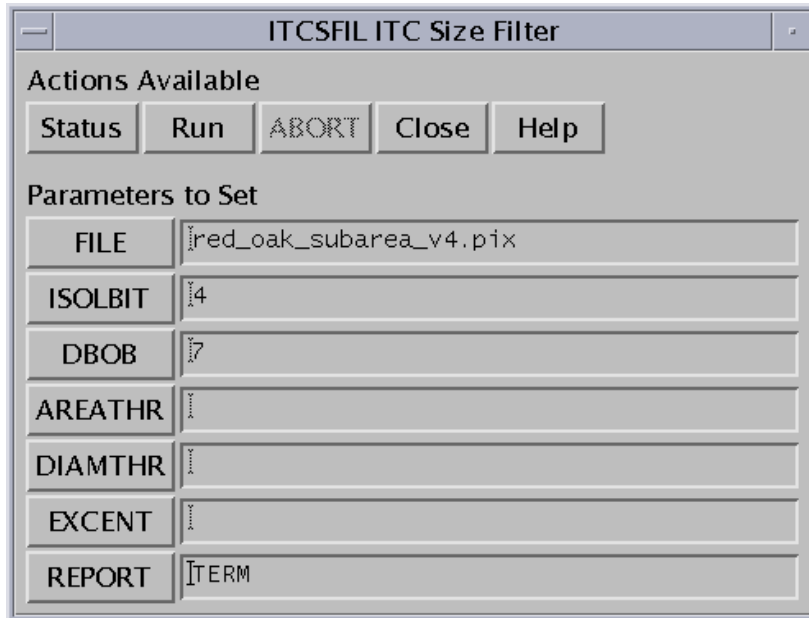 ITCSFIL ITC Size Filter
Actions Available
Status Run ABORT Close Help
Parameters to Set
FILE red_oak_subarea_v4.pix
ISOLBIT 4
DBOB 7
AREATHR
DIAMTHR
EXCENT
REPORT TERM